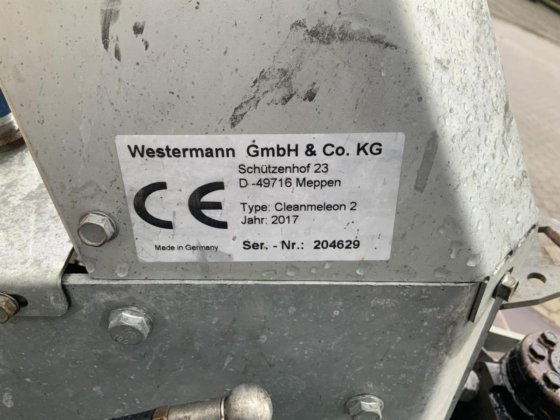 Westermann GmbH & Co. KG
Schützenhof 23
D -49716 Meppen
CE
Type: Cleanmeleon 2
Jahr: 2017
Made in Germany
Ser. - Nr.: 204629